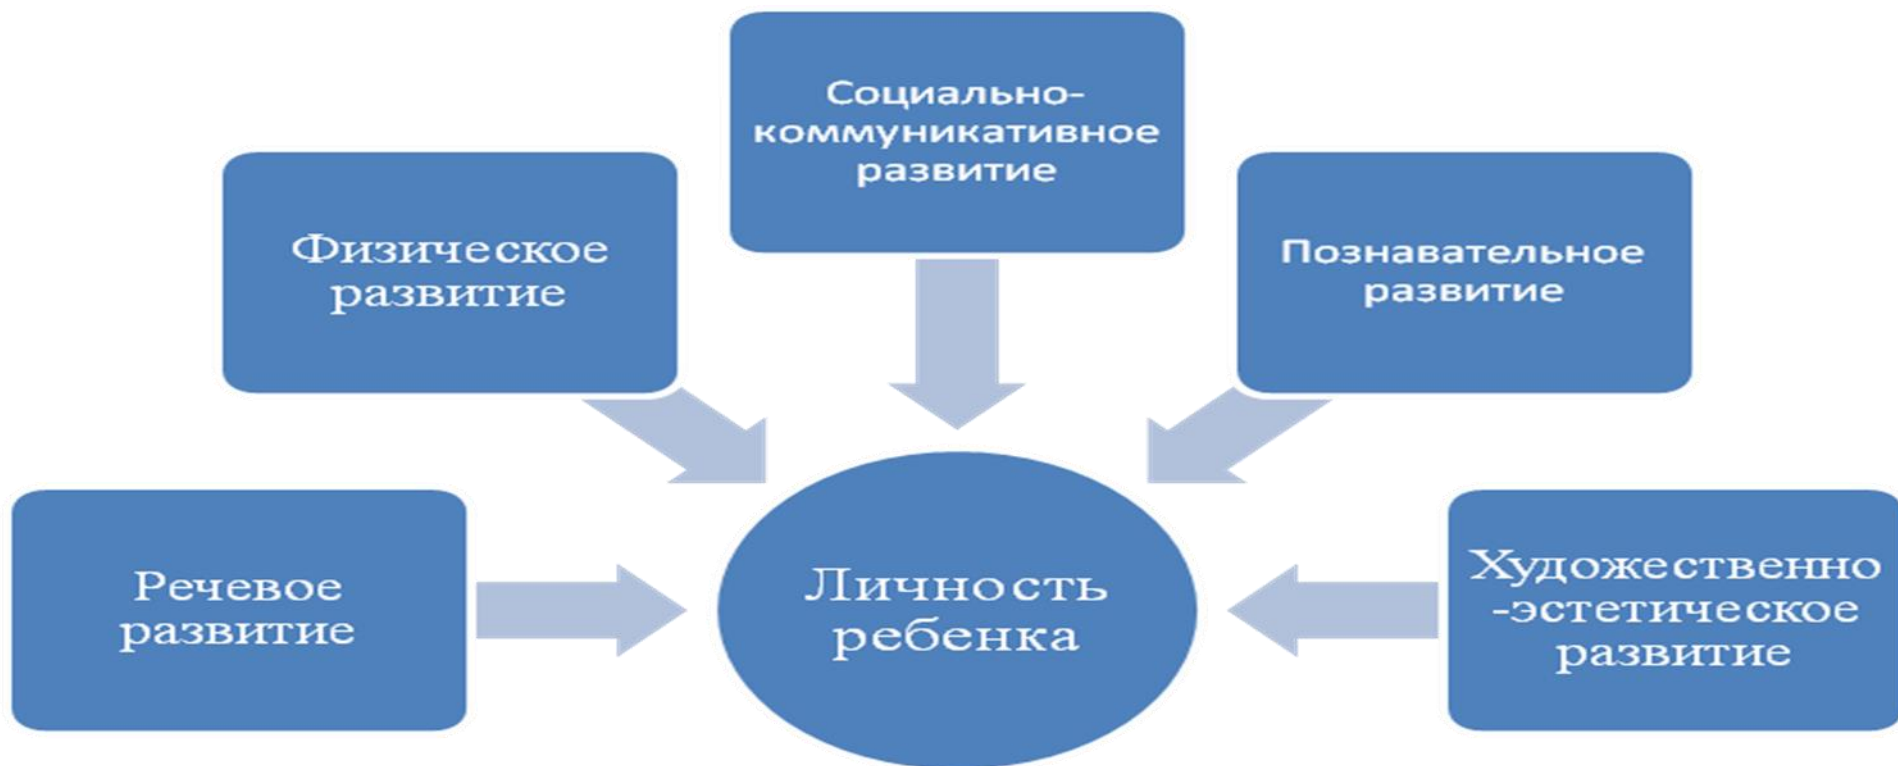 Социально-
коммуникативное
развитие
Физическое
развитие
Познавательное
развитие
Речевое
развитие
Личность
ребенка
Художественно
-эстетическое
развитие